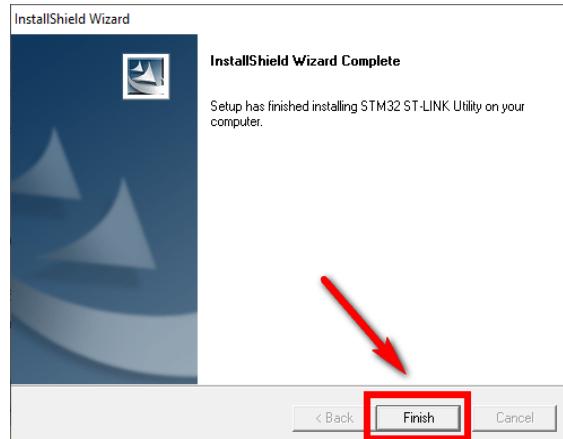 InstallShield Wizard
InstallShield Wizard Complete
Setup has finished installing STM32 ST-LINK Utility on your
computer.
< Back
Finish
Cancel